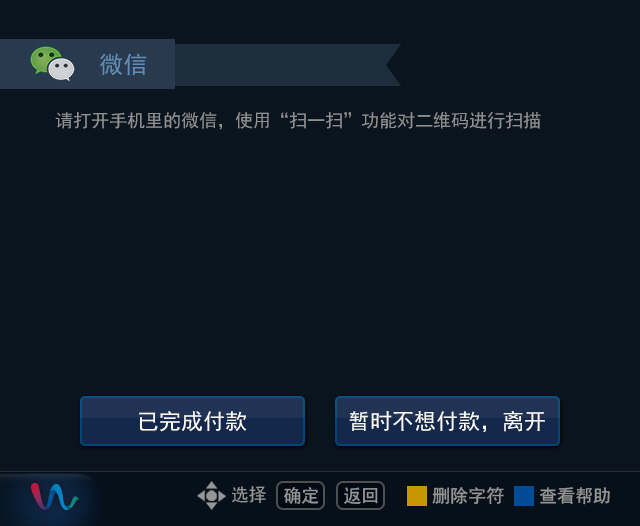 微信
请打开手机里的微信，使用“扫一扫”功能对二维码进行扫描
已完成付款
暂时不想付款，离开
选择 确定 返回 删除字符 查看帮助